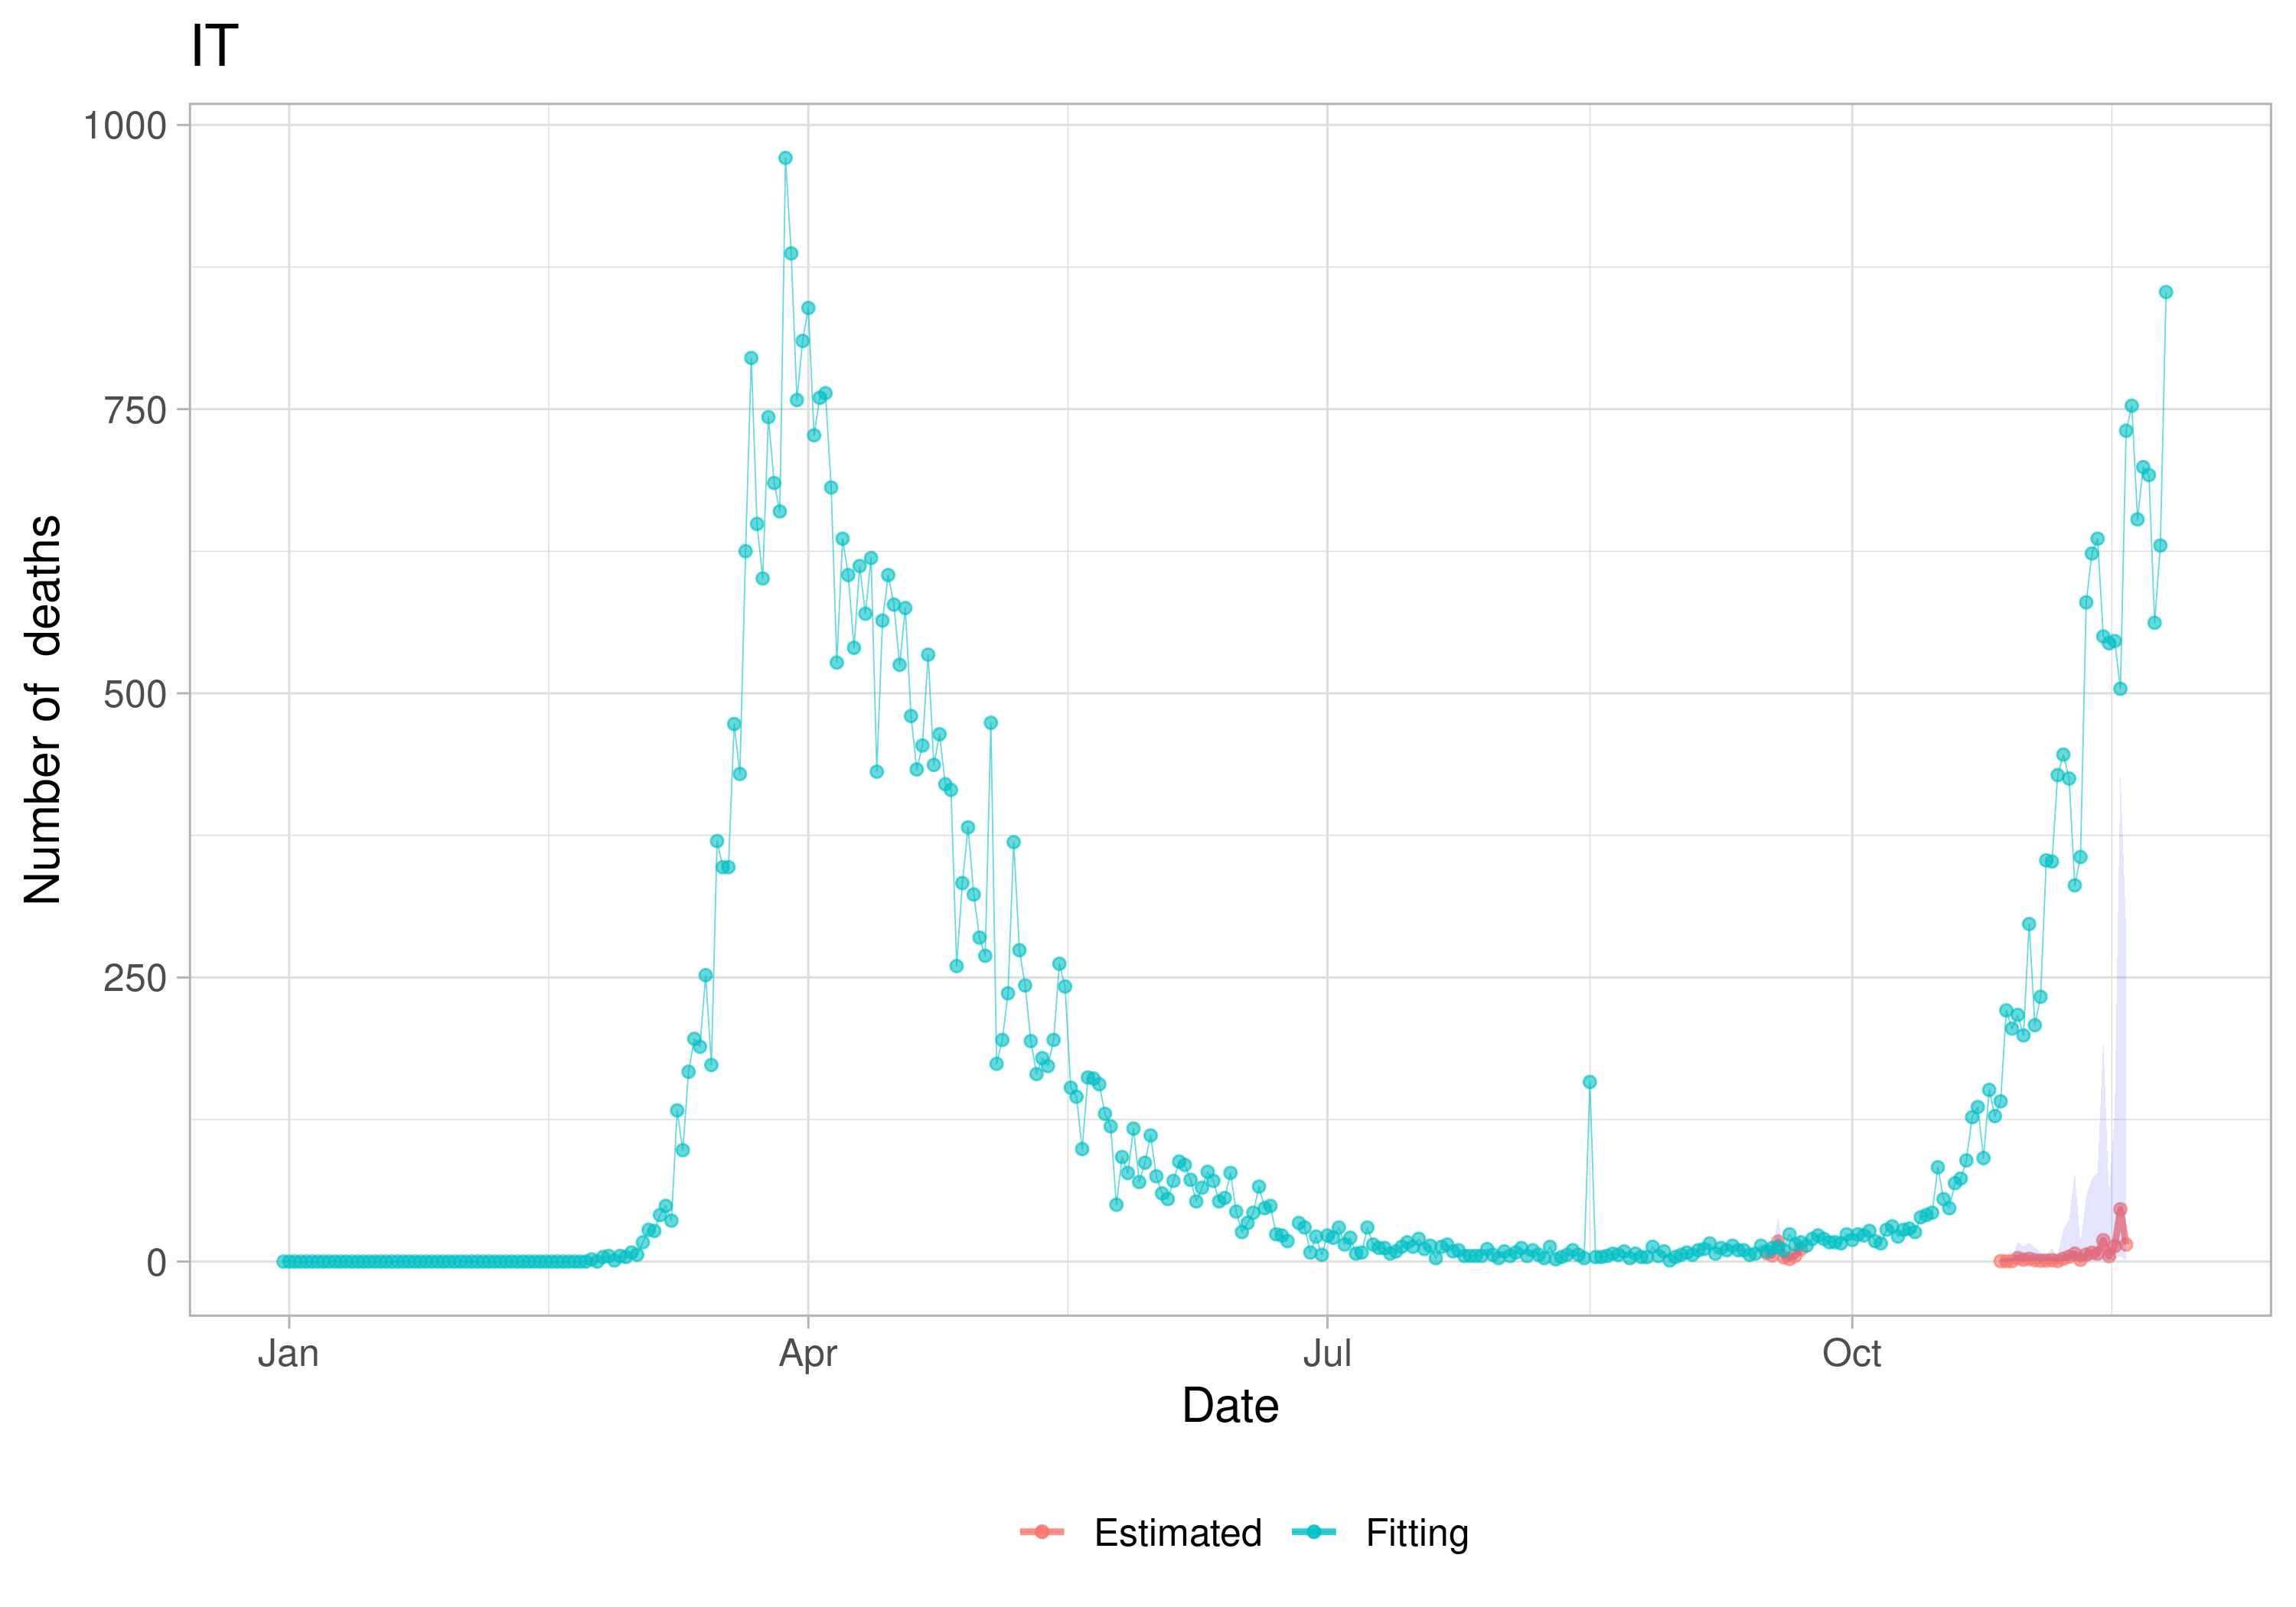 IT
Number of  deaths
1000
750
500
250
0
Jan Apr Jul Oct
Date
Estimated Fitting